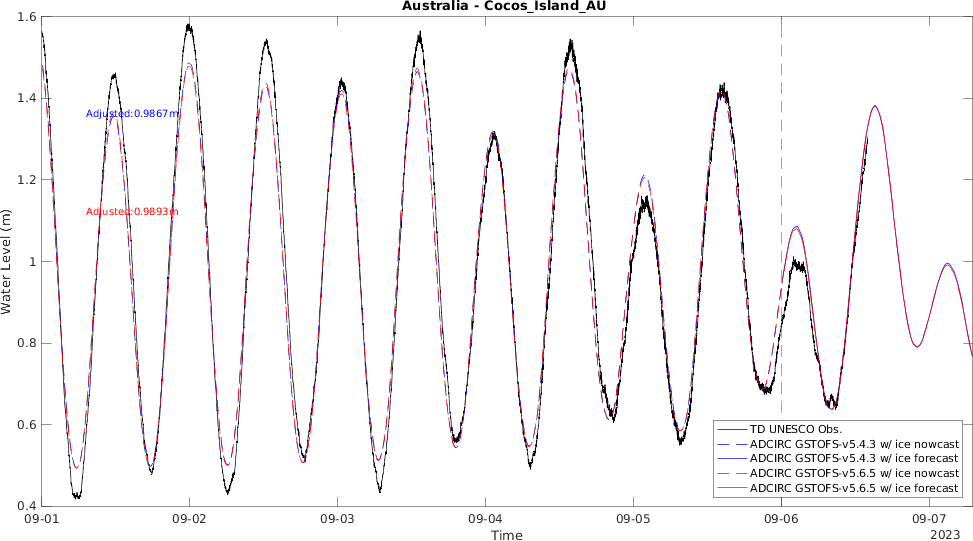 Australia - Cocos_Island_AU
1.6
1.4
1.2
1
0.8
0.6
0.4
Water Level (m)
Adjusted:0.9867m
Adjusted:0.9893m
TD UNESCO Obs.
ADCIRC GSTOFS-v5.4.3 w/ ice nowcast
ADCIRC GSTOFS-v5.4.3 w/ ice forecast
ADCIRC GSTOFS-v5.6.5 w/ ice nowcast
ADCIRC GSTOFS-v5.6.5 w/ ice forecast
09-01 09-02 09-03 09-04 09-05 09-06 09-07
Time
2023